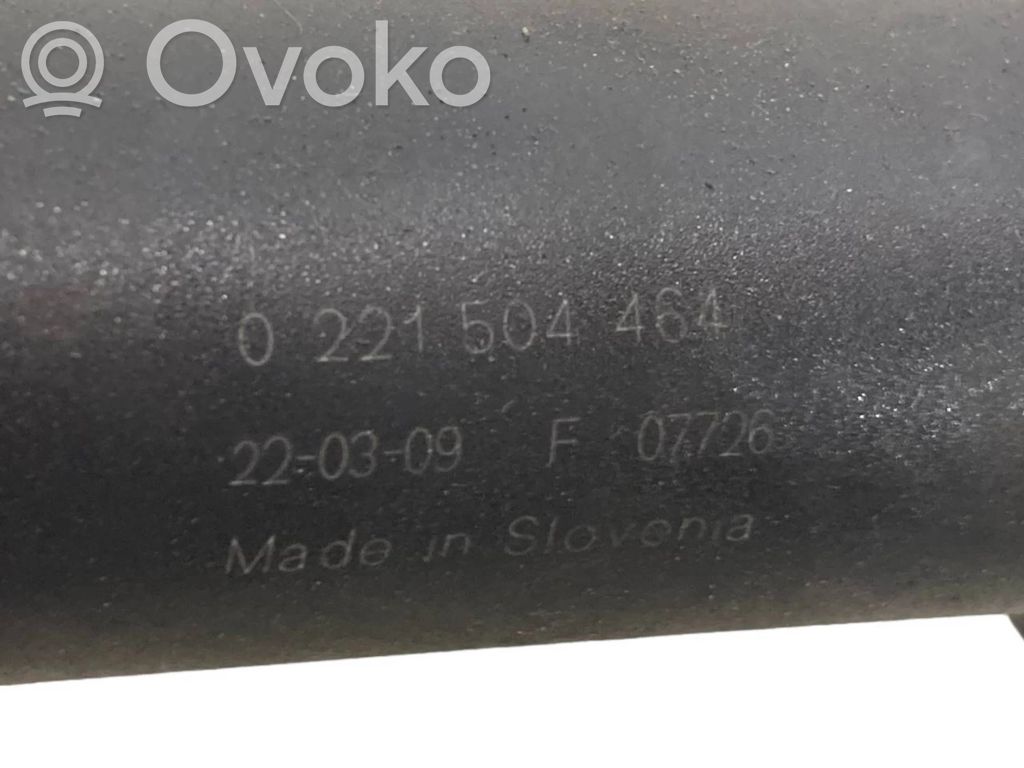 Ovoko
0 221 504 464
22-03-09 F 07726
Made in Slovenia